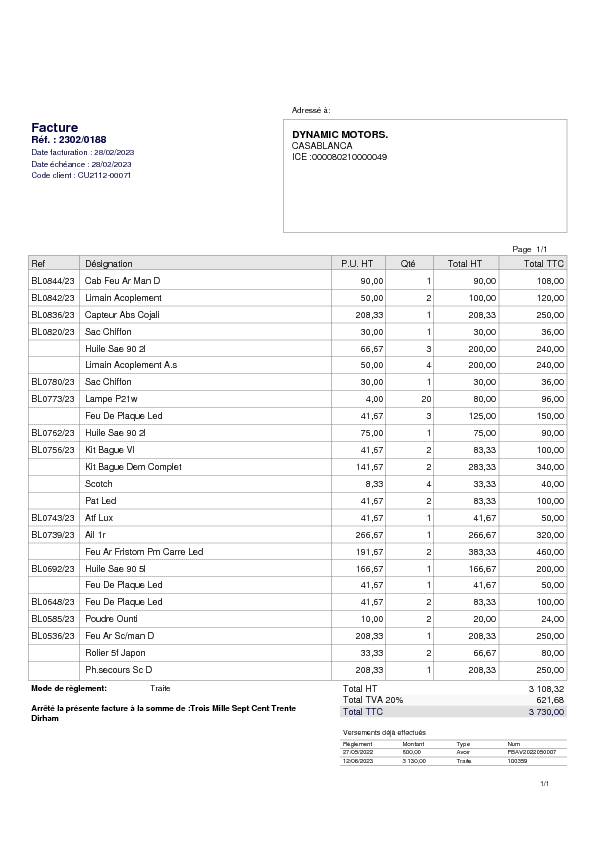 Adressé à:
Facture
Réf. : 2302/0188
Date facturation : 28/02/2023
Date échéance : 28/02/2023
Code client : CU2112-00071
DYNAMIC MOTORS.
CASABLANCA
ICE :000080210000049
Page 1/1
Ref Désignation P.U. HT Qté Total HT Total TTC
BL0844/23 Cab Feu Ar Man D 90,00 1 90,00 108,00
BL0842/23 Limain Acoplement 50,00 2 100,00 120,00
BL0836/23 Capteur Abs Cojali 208,33 1 208,33 250,00
BL0820/23 Sac Chiffon 30,00 1 30,00 36,00
Huile Sae 90 2l 66,67 3 200,00 240,00
Limain Acoplement A.s 50,00 4 200,00 240,00
BL0780/23 Sac Chiffon 30,00 1 30,00 36,00
BL0773/23 Lampe P21w 4,00 20 80,00 96,00
Feu De Plaque Led 41,67 3 125,00 150,00
BL0762/23 Huile Sae 90 2l 75,00 1 75,00 90,00
BL0756/23 Kit Bague Vl 41,67 2 83,33 100,00
Kit Bague Dem Complet 141,67 2 283,33 340,00
Scotch 8,33 4 33,33 40,00
Pat Led 41,67 2 83,33 100,00
BL0743/23 Atf Lux 41,67 1 41,67 50,00
BL0739/23 All 1r 266,67 1 266,67 320,00
Feu Ar Fristom Pm Carre Led 191,67 2 383,33 460,00
BL0692/23 Huile Sae 90 5l 166,67 1 166,67 200,00
Feu De Plaque Led 41,67 1 41,67 50,00
BL0648/23 Feu De Plaque Led 41,67 2 83,33 100,00
BL0585/23 Poudre Ounti 10,00 2 20,00 24,00
BL0536/23 Feu Ar Sc/man D 208,33 1 208,33 250,00
Rolier 5f Japon 33,33 2 66,67 80,00
Ph.secours Sc D 208,33 1 208,33 250,00
Mode de règlement: Traite
Total HT 3 108,32
Total TVA 20% 621,68
Total TTC 3 730,00
Arrêté la présente facture à la somme de :Trois Mille Sept Cent Trente
Dirham
Versements déjà effectués
Règlement Montant Type Num
27/05/2022 600,00 Avoir FBAV2022050007
12/06/2023 3 130,00 Traite 100359
1/1